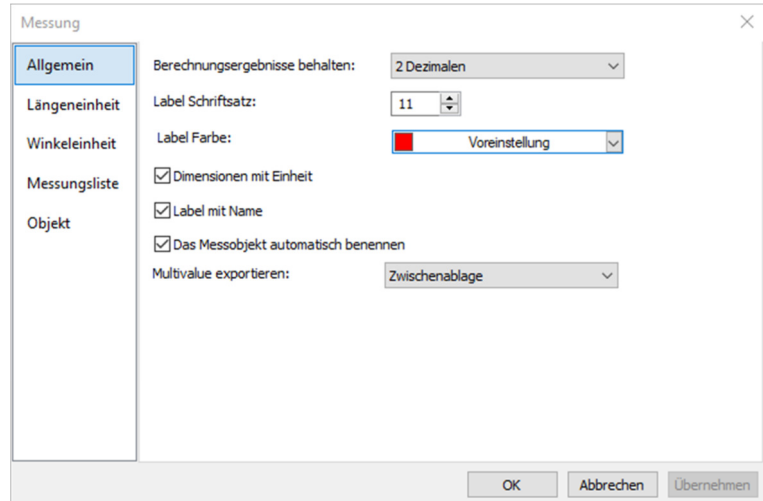 Messung
Allgemein
Längeneinheit
Winkeleinheit
Messungsliste
Objekt
Berechnungsergebnisse behalten: 2 Dezimalen
Label Schriftsatz: 11
Label Farbe: Voreinstellung
Dimensionen mit Einheit
Label mit Name
Das Messobjekt automatisch benennen
Multivalue exportieren: Zwischenablage
OK Abbrechen Übernehmen